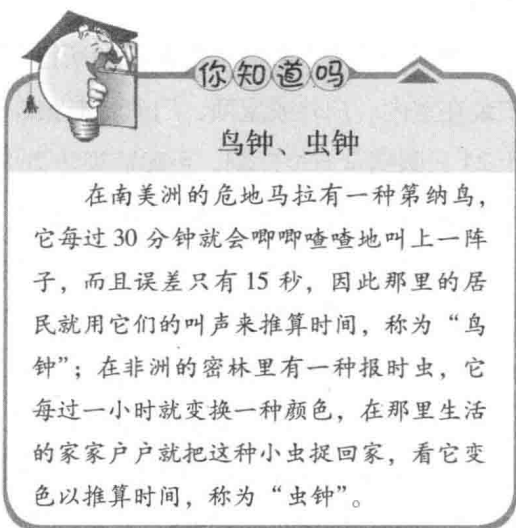 你知道吗
鸟钟、虫钟
在南美洲的危地马拉有一种第纳鸟，
它每过30分钟就会唧唧喳喳地叫上一阵
子，而且误差只有15秒，因此那里的居
民就用它们的叫声来推算时间，称为“鸟
钟”；在非洲的密林里有一种报时虫，它
每过一小时就变换一种颜色，在那里生活
的家家户户就把这种小虫捉回家，看它变
色以推算时间，称为“虫钟”。